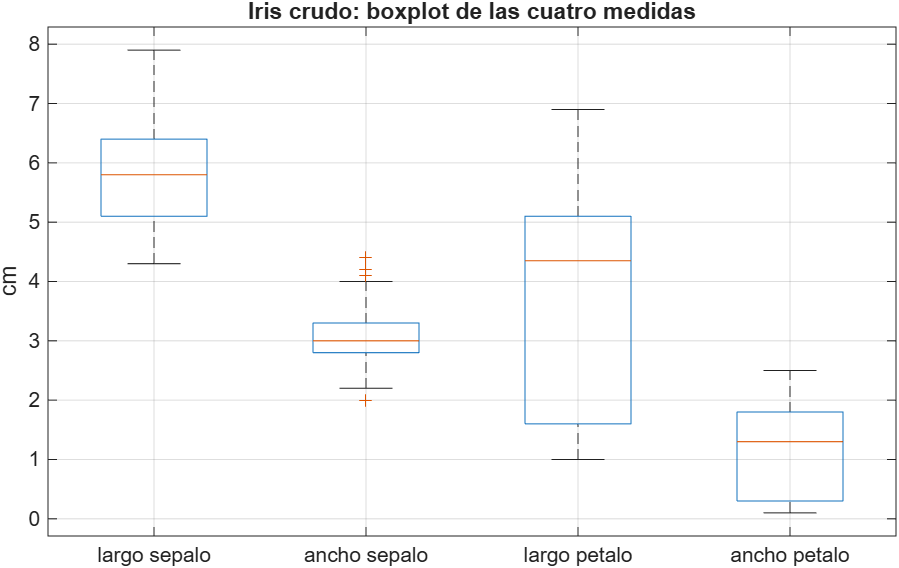 Iris crudo: boxplot de las cuatro medidas
8
7
6
5
4
3
2
1
0
cm
largo sepalo
ancho sepalo
largo petalo
ancho petalo